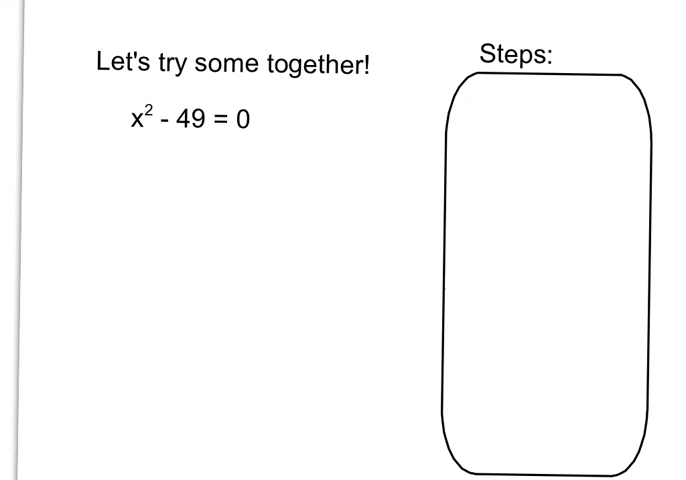 Let's try some together!
Steps:
x² - 49 = 0